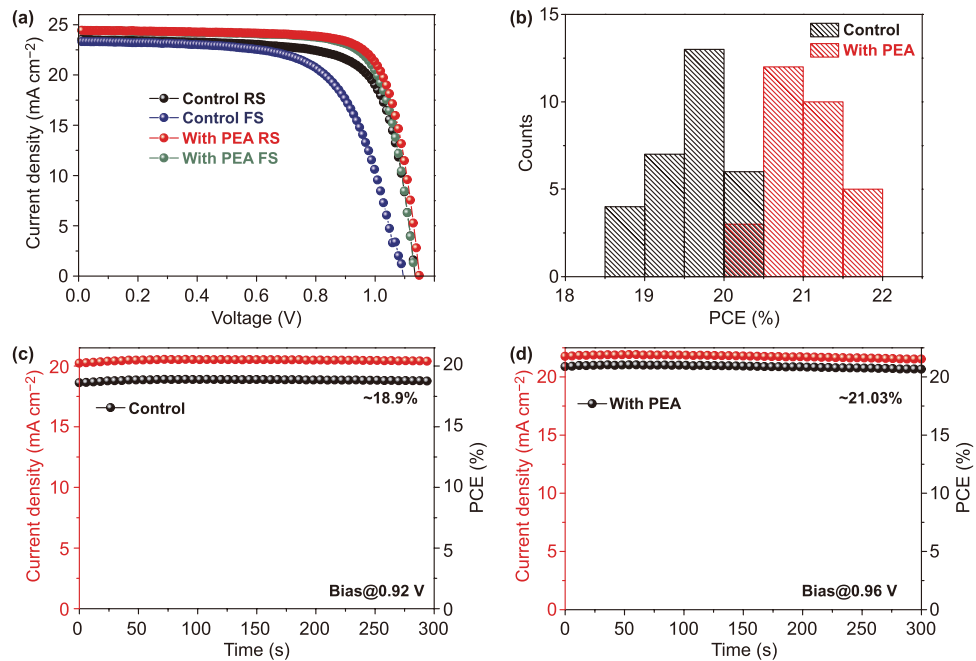 (a)
25
20
15
10
5
0
Current density (mA cm⁻²)
Control RS
Control FS
With PEA RS
With PEA FS
0.0 0.2 0.4 0.6 0.8 1.0
Voltage (V)
(b)
15
10
5
0
Counts
Control
With PEA
18 19 20 21 22
PCE (%)
(c)
20
15
10
5
0
Current density (mA cm⁻²)
Control
~18.9%
Bias@0.92 V
20
15
10
5
0
PCE (%)
0 50 100 150 200 250 300
Time (s)
(d)
20
15
10
5
0
Current density (mA cm⁻²)
With PEA
~21.03%
Bias@0.96 V
20
15
10
5
0
PCE (%)
0 50 100 150 200 250 300
Time (s)